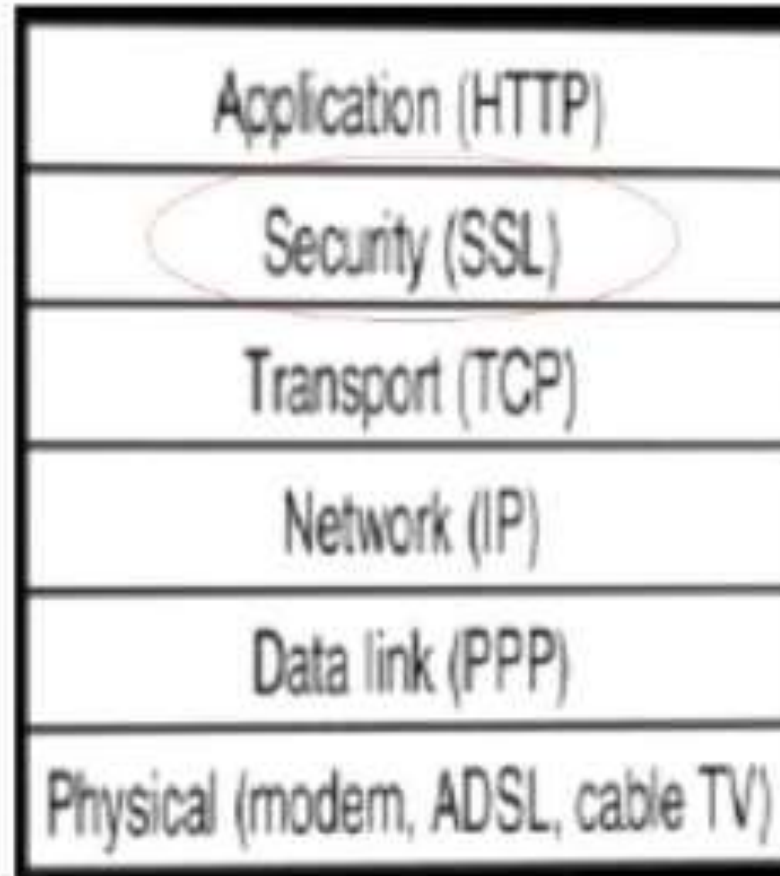 Application (HTTP)
Security (SSL)
Transport (TCP)
Network (IP)
Data link (PPP)
Physical (modem, ADSL, cable TV)